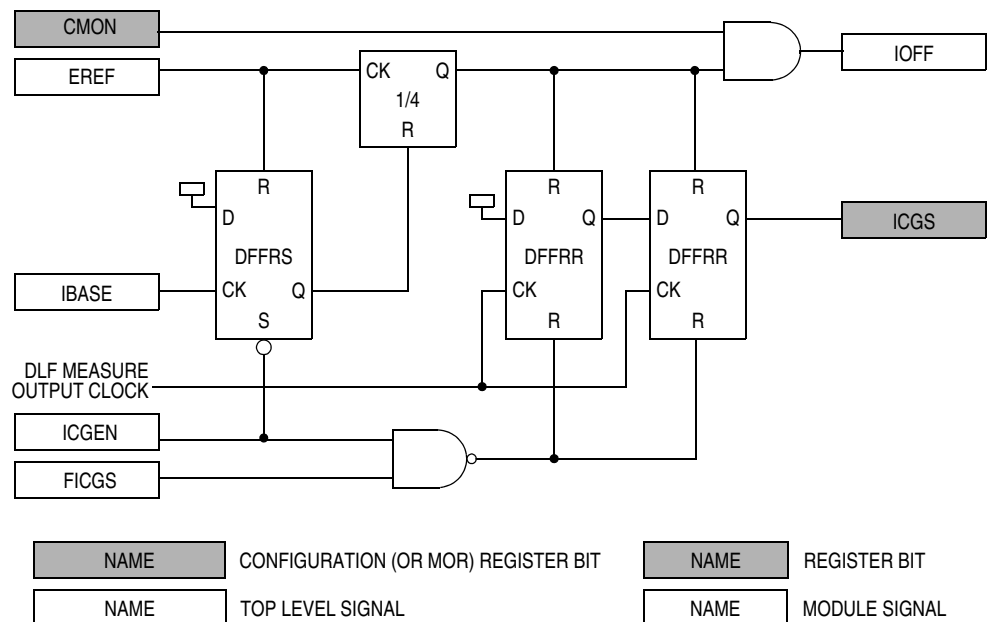 CMON
EREF
IOFF
CK Q
1/4
R
R
D
DFFRS
CK Q
S
R
D Q
DFFRR
CK
R
R
D Q
DFFRR
CK
R
ICGS
IBASE
DLF MEASURE
OUTPUT CLOCK
ICGEN
FICGS
NAME CONFIGURATION (OR MOR) REGISTER BIT
NAME REGISTER BIT
NAME TOP LEVEL SIGNAL
NAME MODULE SIGNAL